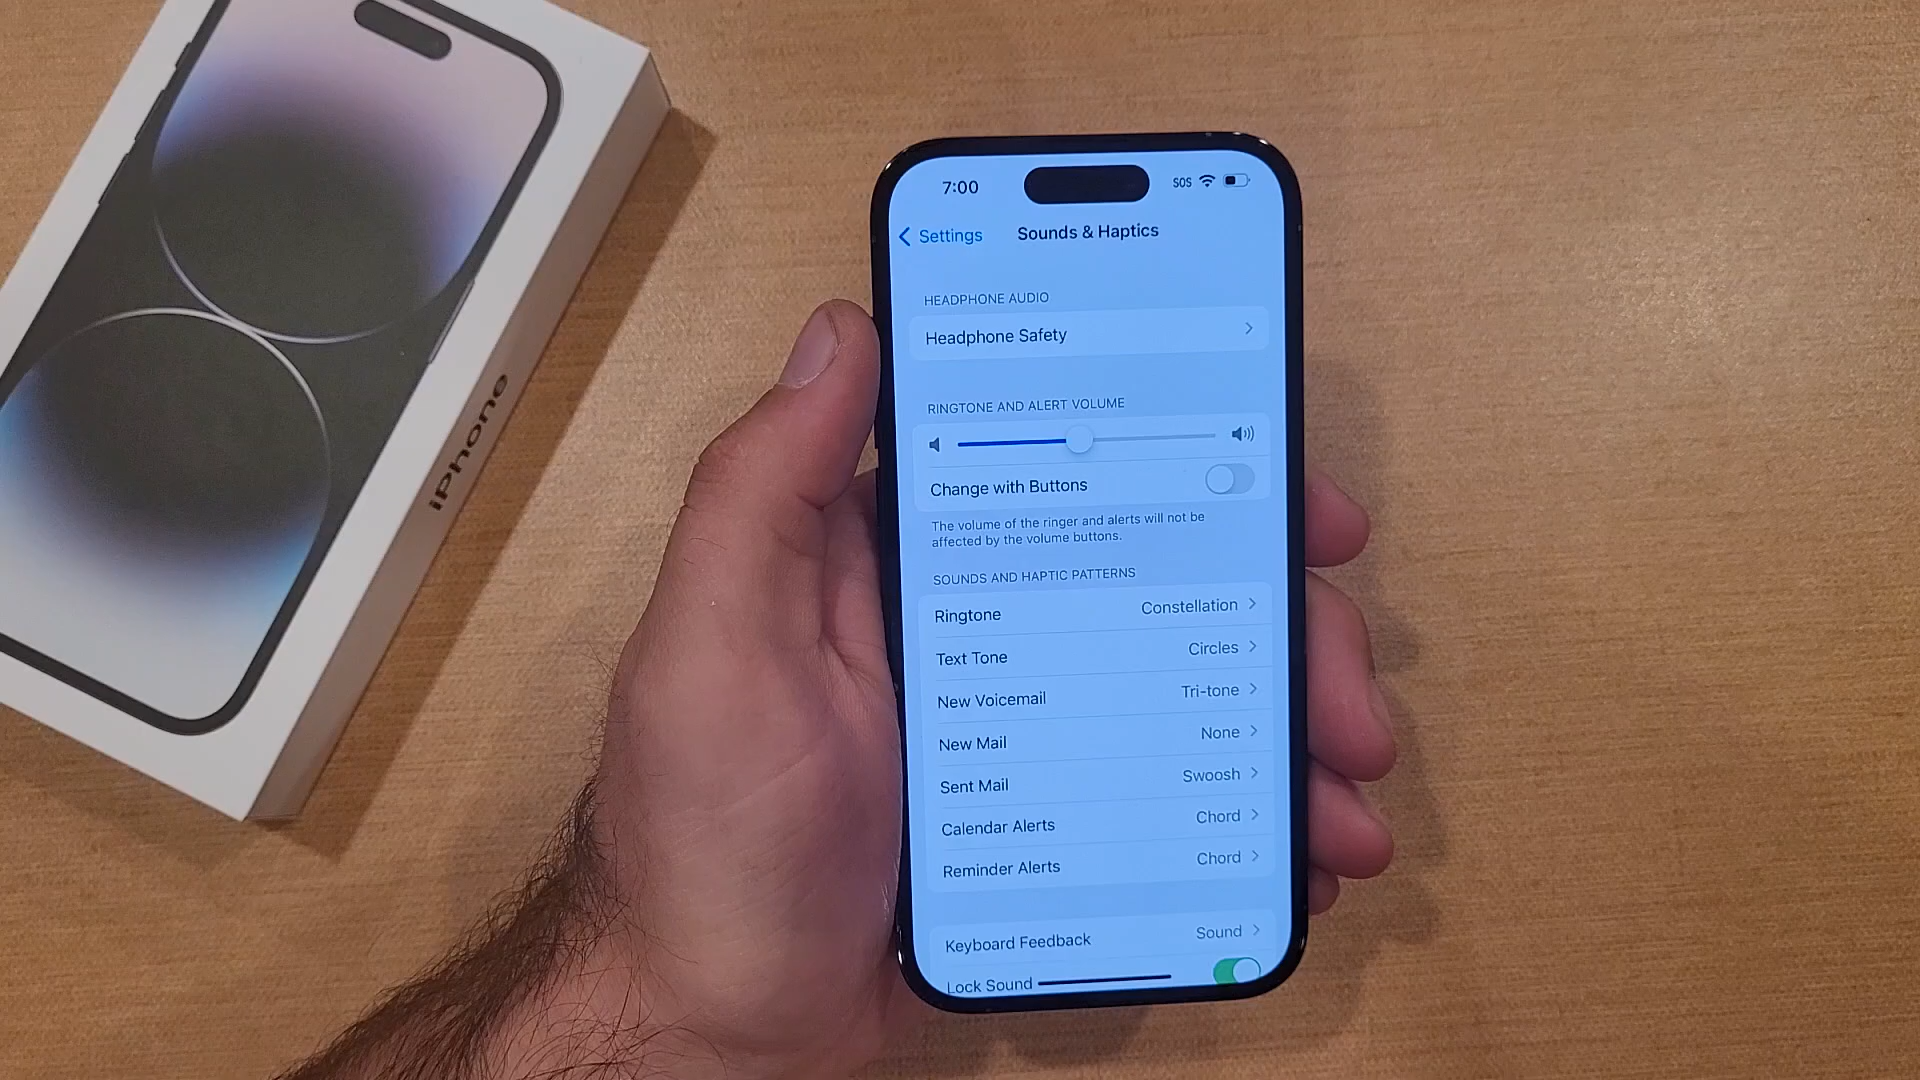 iPhone
7:00 SOS
Settings Sounds & Haptics
HEADPHONE AUDIO
Headphone Safety
RINGTONE AND ALERT VOLUME
Change with Buttons
The volume of the ringer and alerts will not be
affected by the volume buttons.
SOUNDS AND HAPTIC PATTERNS
Ringtone Constellation
Text Tone Circles
New Voicemail Tri-tone
New Mail None
Sent Mail Swoosh
Calendar Alerts Chord
Reminder Alerts Chord
Keyboard Feedback Sound
Lock Sound